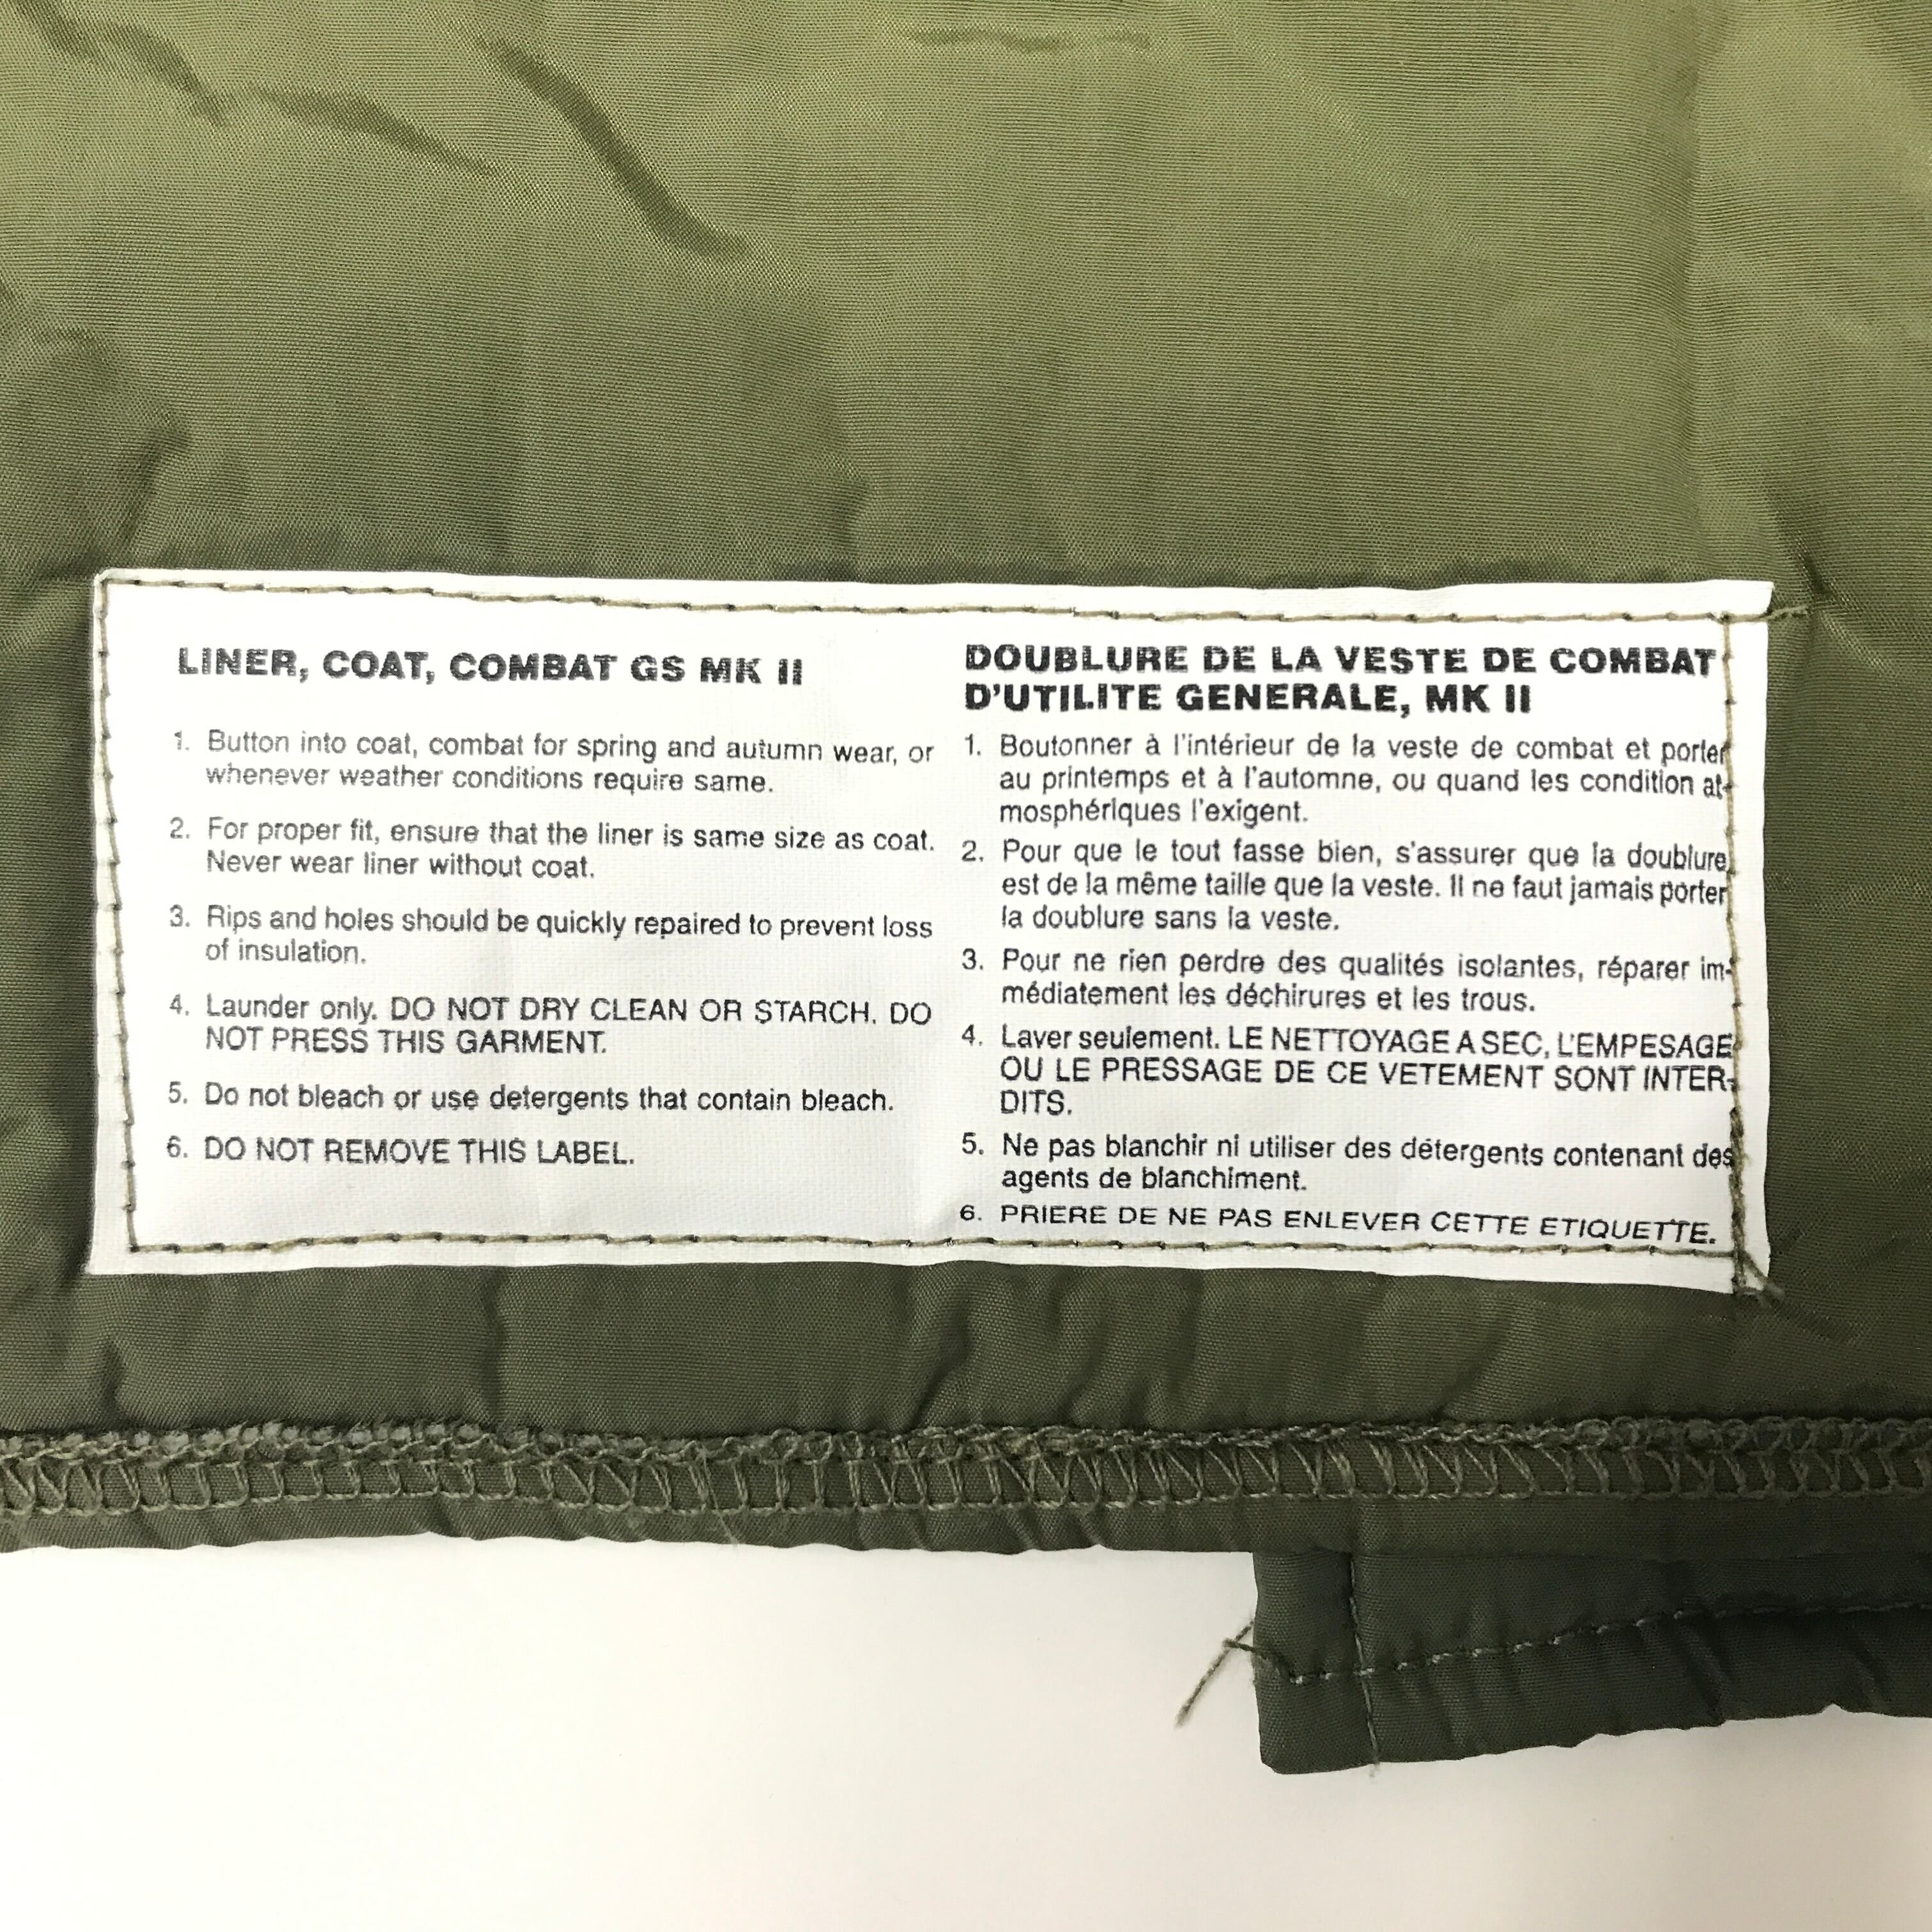 LINER, COAT, COMBAT GS MK II
1. Button into coat, combat for spring and autumn wear, or
whenever weather conditions require same.
2. For proper fit, ensure that the liner is same size as coat.
Never wear liner without coat.
3. Rips and holes should be quickly repaired to prevent loss
of insulation.
4. Launder only. DO NOT DRY CLEAN OR STARCH. DO
NOT PRESS THIS GARMENT.
5. Do not bleach or use detergents that contain bleach.
6. DO NOT REMOVE THIS LABEL.
DOUBLURE DE LA VESTE DE COMBAT
D'UTILITE GENERALE, MK II
1. Boutonner à l'intérieur de la veste de combat et porter
au printemps et à l'automne, ou quand les condition at-
mosphériques l'exigent.
2. Pour que le tout fasse bien, s'assurer que la doublure
est de la même taille que la veste. Il ne faut jamais porter
la doublure sans la veste.
3. Pour ne rien perdre des qualités isolantes, réparer im-
médiatement les déchirures et les trous.
4. Laver seulement. LE NETTOYAGE A SEC, L'EMPESAGE
OU LE PRESSAGE DE CE VETEMENT SONT INTER-
DITS.
5. Ne pas blanchir ni utiliser des détergents contenant des
agents de blanchiment.
6. PRIERE DE NE PAS ENLEVER CETTE ETIQUETTE.